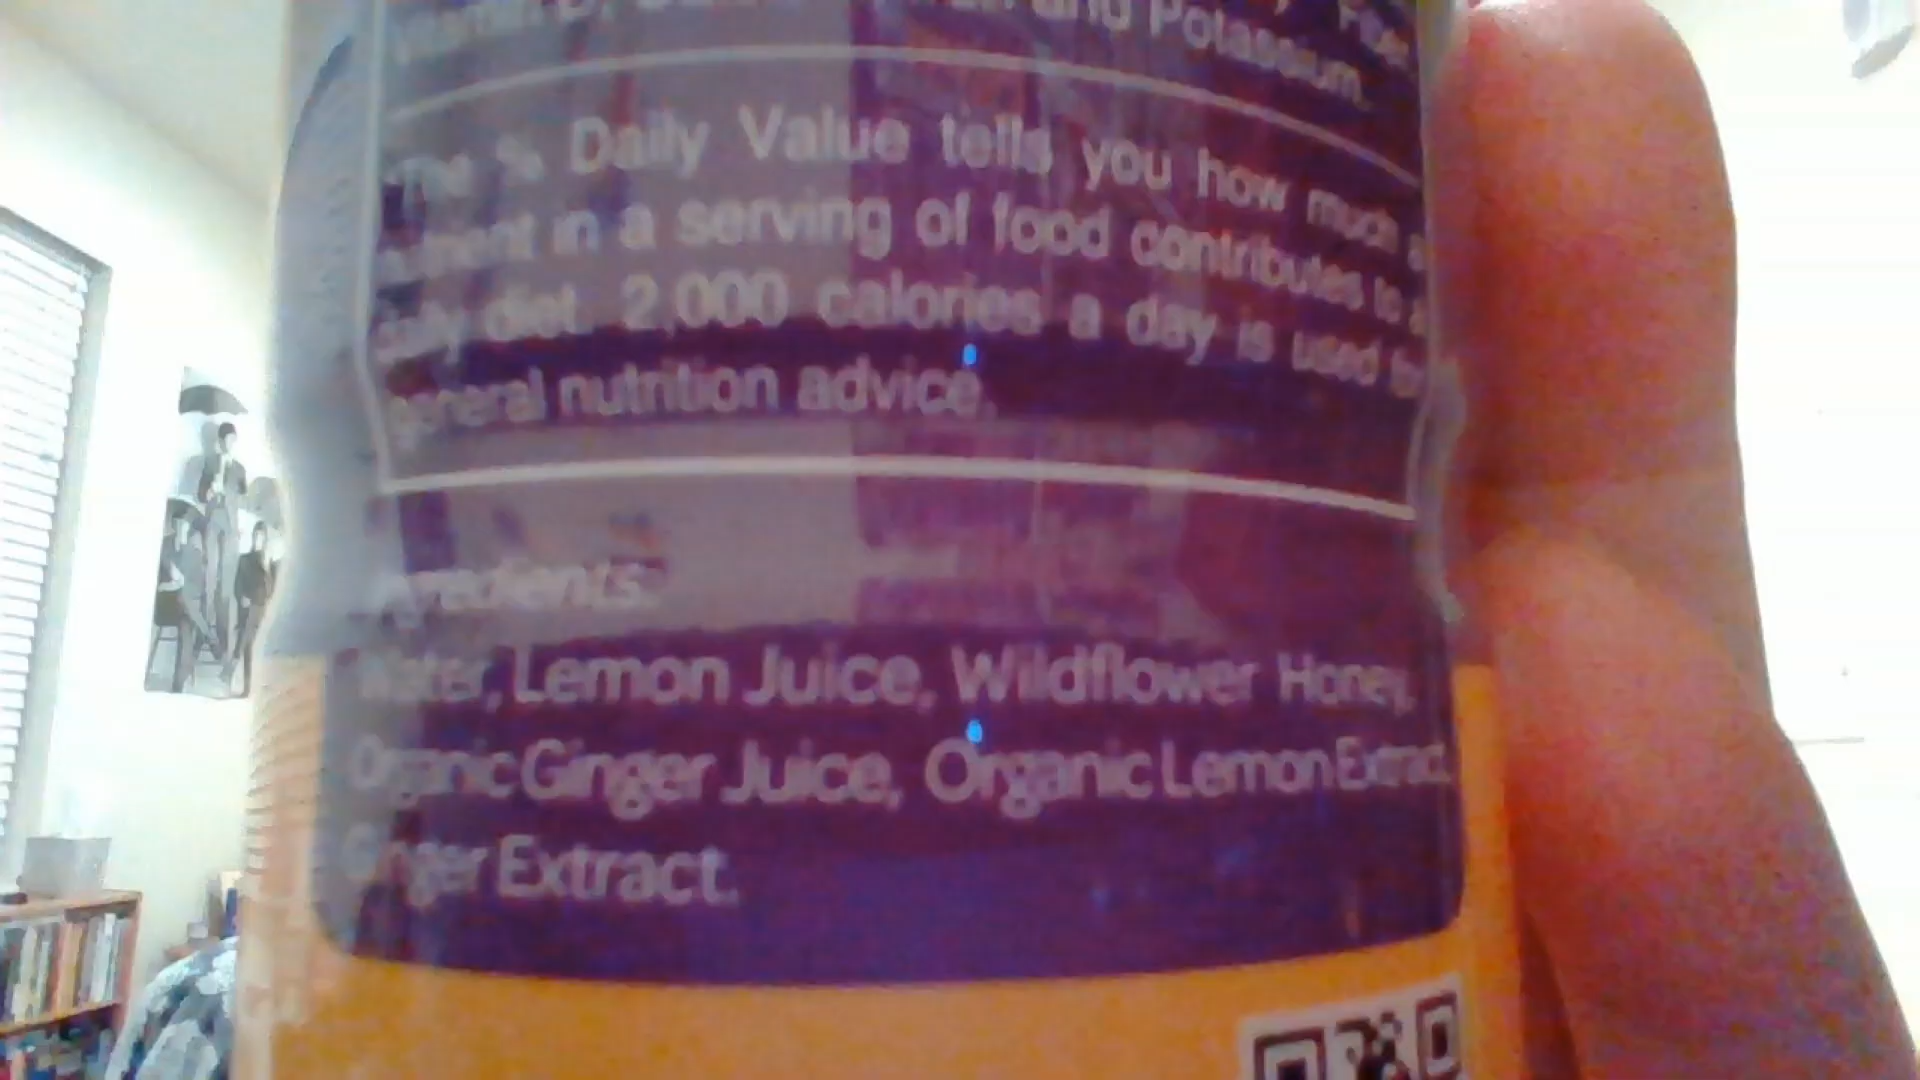 Vitamin D, and Potassium.
*The % Daily Value tells you how much a
nutrient in a serving of food contributes to a
daily diet. 2,000 calories a day is used for
general nutrition advice.
Ingredients:
Water, Lemon Juice, Wildflower Honey,
Organic Ginger Juice, Organic Lemon Extract
Ginger Extract.